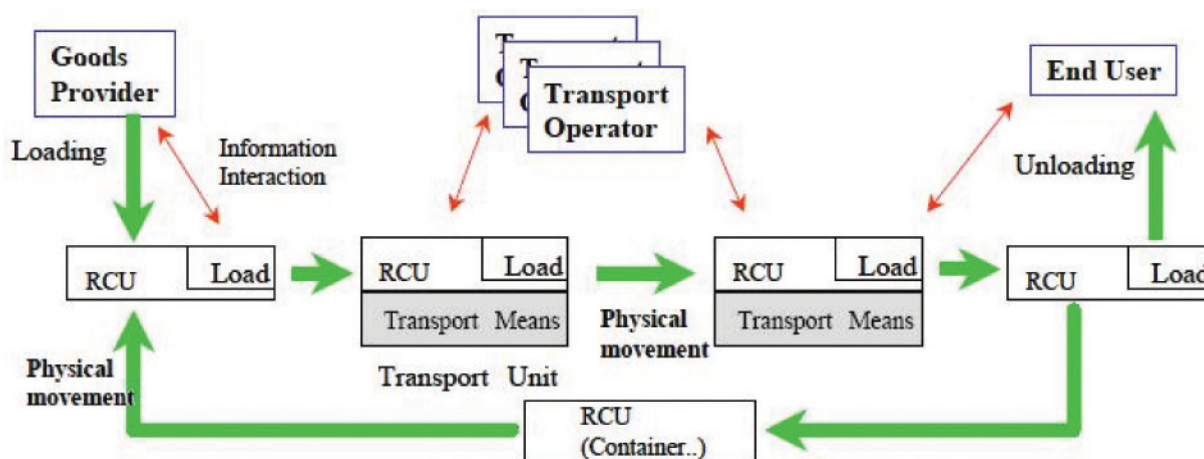 Goods
Provider
T
T
Transport
Operator
End User
Loading
Information
Interaction
Unloading
RCU
Load
RCU
Load
Transport Means
RCU
Load
Transport Means
RCU
Load
Physical
movement
Physical
movement
Transport Unit
RCU
(Container..)